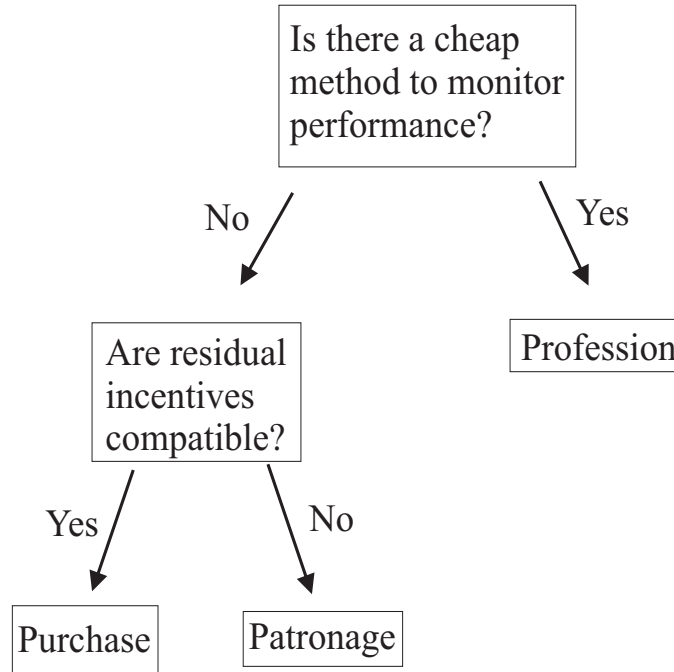 Is there a cheap
method to monitor
performance?
No
Yes
Are residual
incentives
compatible?
Profession
Yes
No
Purchase
Patronage